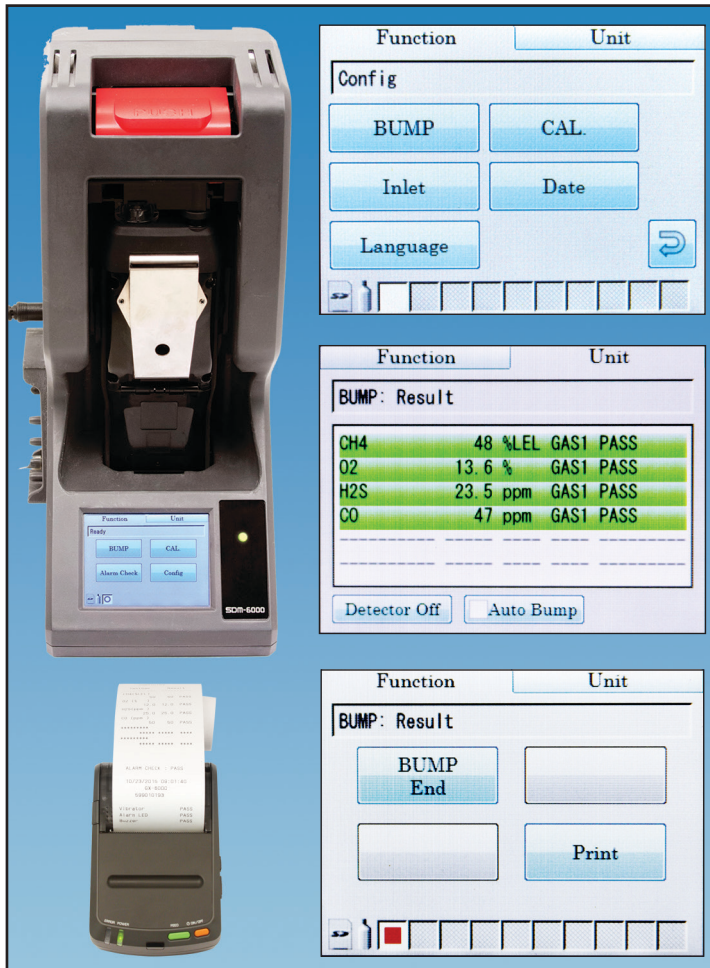 Function Unit
Config
BUMP CAL.
Inlet Date
Language
Function Unit
BUMP: Result
CH4 48 %LEL GAS1 PASS
O2 13.6 % GAS1 PASS
H2S 23.5 ppm GAS1 PASS
CO 47 ppm GAS1 PASS
Detector Off Auto Bump
Function Unit
Ready
BUMP CAL.
Alarm Check Config
SDM-6000
Function Unit
BUMP: Result
BUMP
End
Print
ALARM CHECK : PASS
Vibrator PASS
Alarm LED PASS
Buzzer PASS
POWER